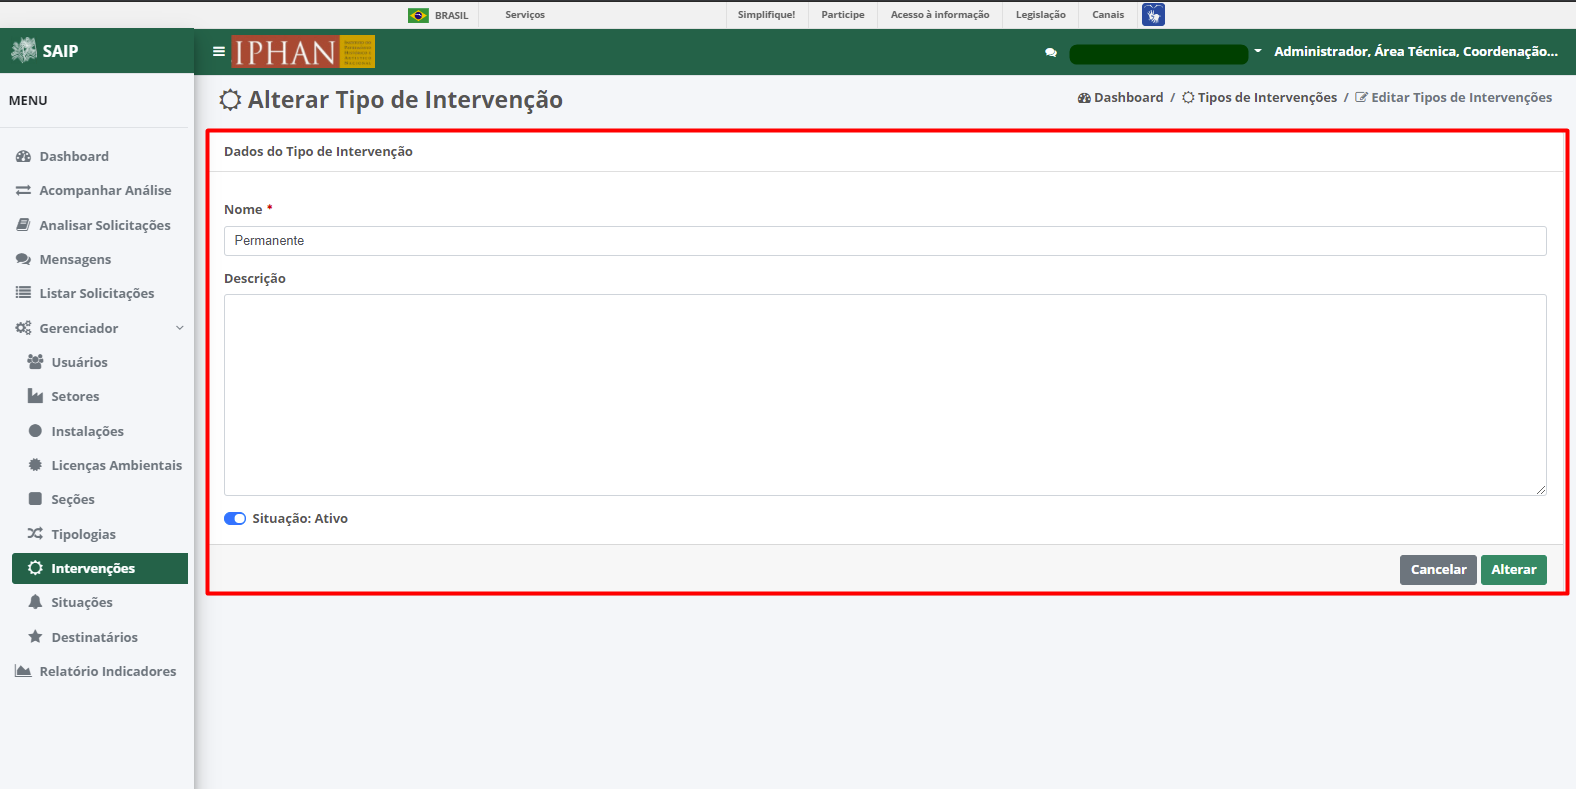 BRASIL Serviços Simplifique! Participe Acesso à informação Legislação Canais
SAIP IPHAN Administrador, Área Técnica, Coordenação...
MENU
Dashboard
Acompanhar Análise
Analisar Solicitações
Mensagens
Listar Solicitações
Gerenciador
Usuários
Setores
Instalações
Licenças Ambientais
Seções
Tipologias
Intervenções
Situações
Destinatários
Relatório Indicadores
Alterar Tipo de Intervenção
Dashboard / Tipos de Intervenções / Editar Tipos de Intervenções
Dados do Tipo de Intervenção
Nome *
Permanente
Descrição
Situação: Ativo
Cancelar Alterar